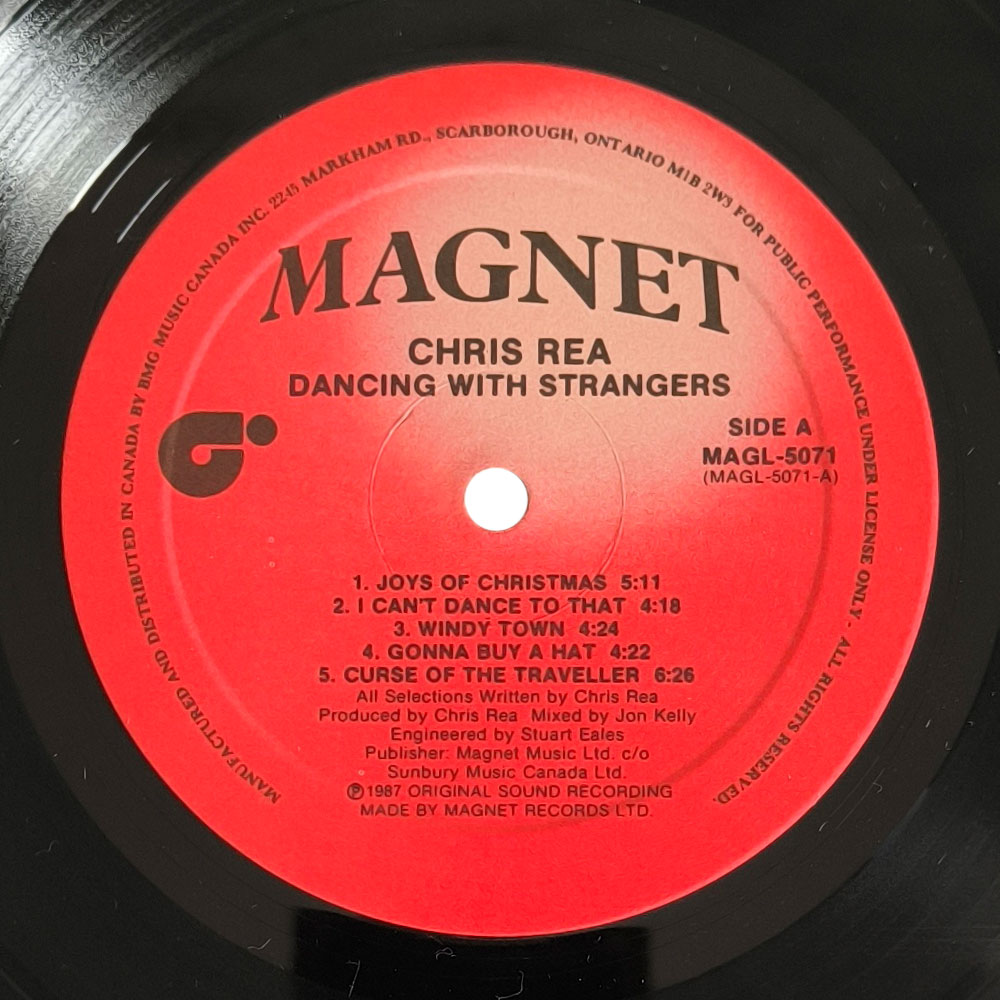 MANUFACTURED AND DISTRIBUTED IN CANADA BY BMG MUSIC CANADA INC. 2245 MARKHAM RD., SCARBOROUGH, ONTARIO M1B 2W3 FOR PUBLIC PERFORMANCE UNDER LICENSE ONLY - ALL RIGHTS RESERVED.
MAGNET
CHRIS REA
DANCING WITH STRANGERS
SIDE A
MAGL-5071
(MAGL-5071-A)
1. JOYS OF CHRISTMAS 5:11
2. I CAN'T DANCE TO THAT 4:18
3. WINDY TOWN 4:24
4. GONNA BUY A HAT 4:22
5. CURSE OF THE TRAVELLER 6:26
All Selections Written by Chris Rea
Produced by Chris Rea Mixed by Jon Kelly
Engineered by Stuart Eales
Publisher: Magnet Music Ltd. c/o
Sunbury Music Canada Ltd.
Ⓟ1987 ORIGINAL SOUND RECORDING
MADE BY MAGNET RECORDS LTD.